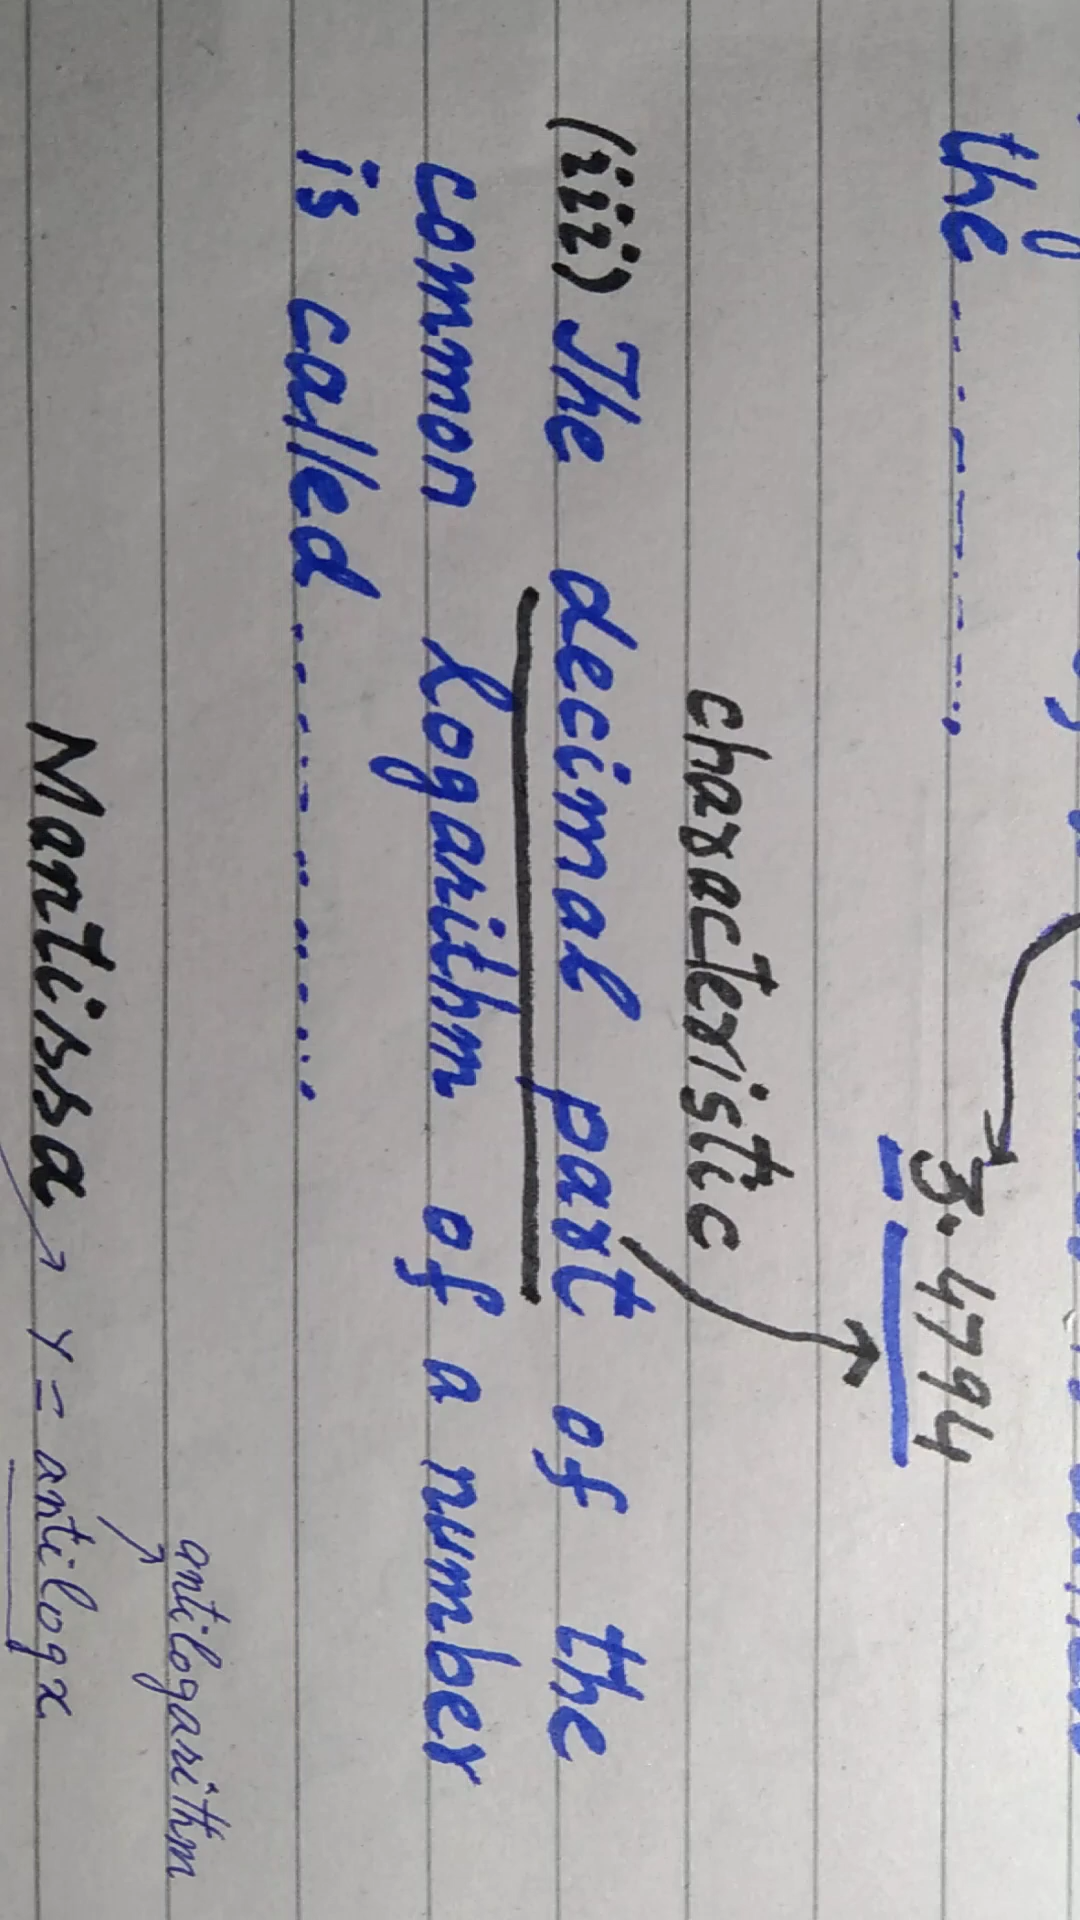 the
3.4794
characteristic
(iii) The decimal part of the
common logarithm of a number
is called ................
antilogarithm
Mantissa → Y = antilog x